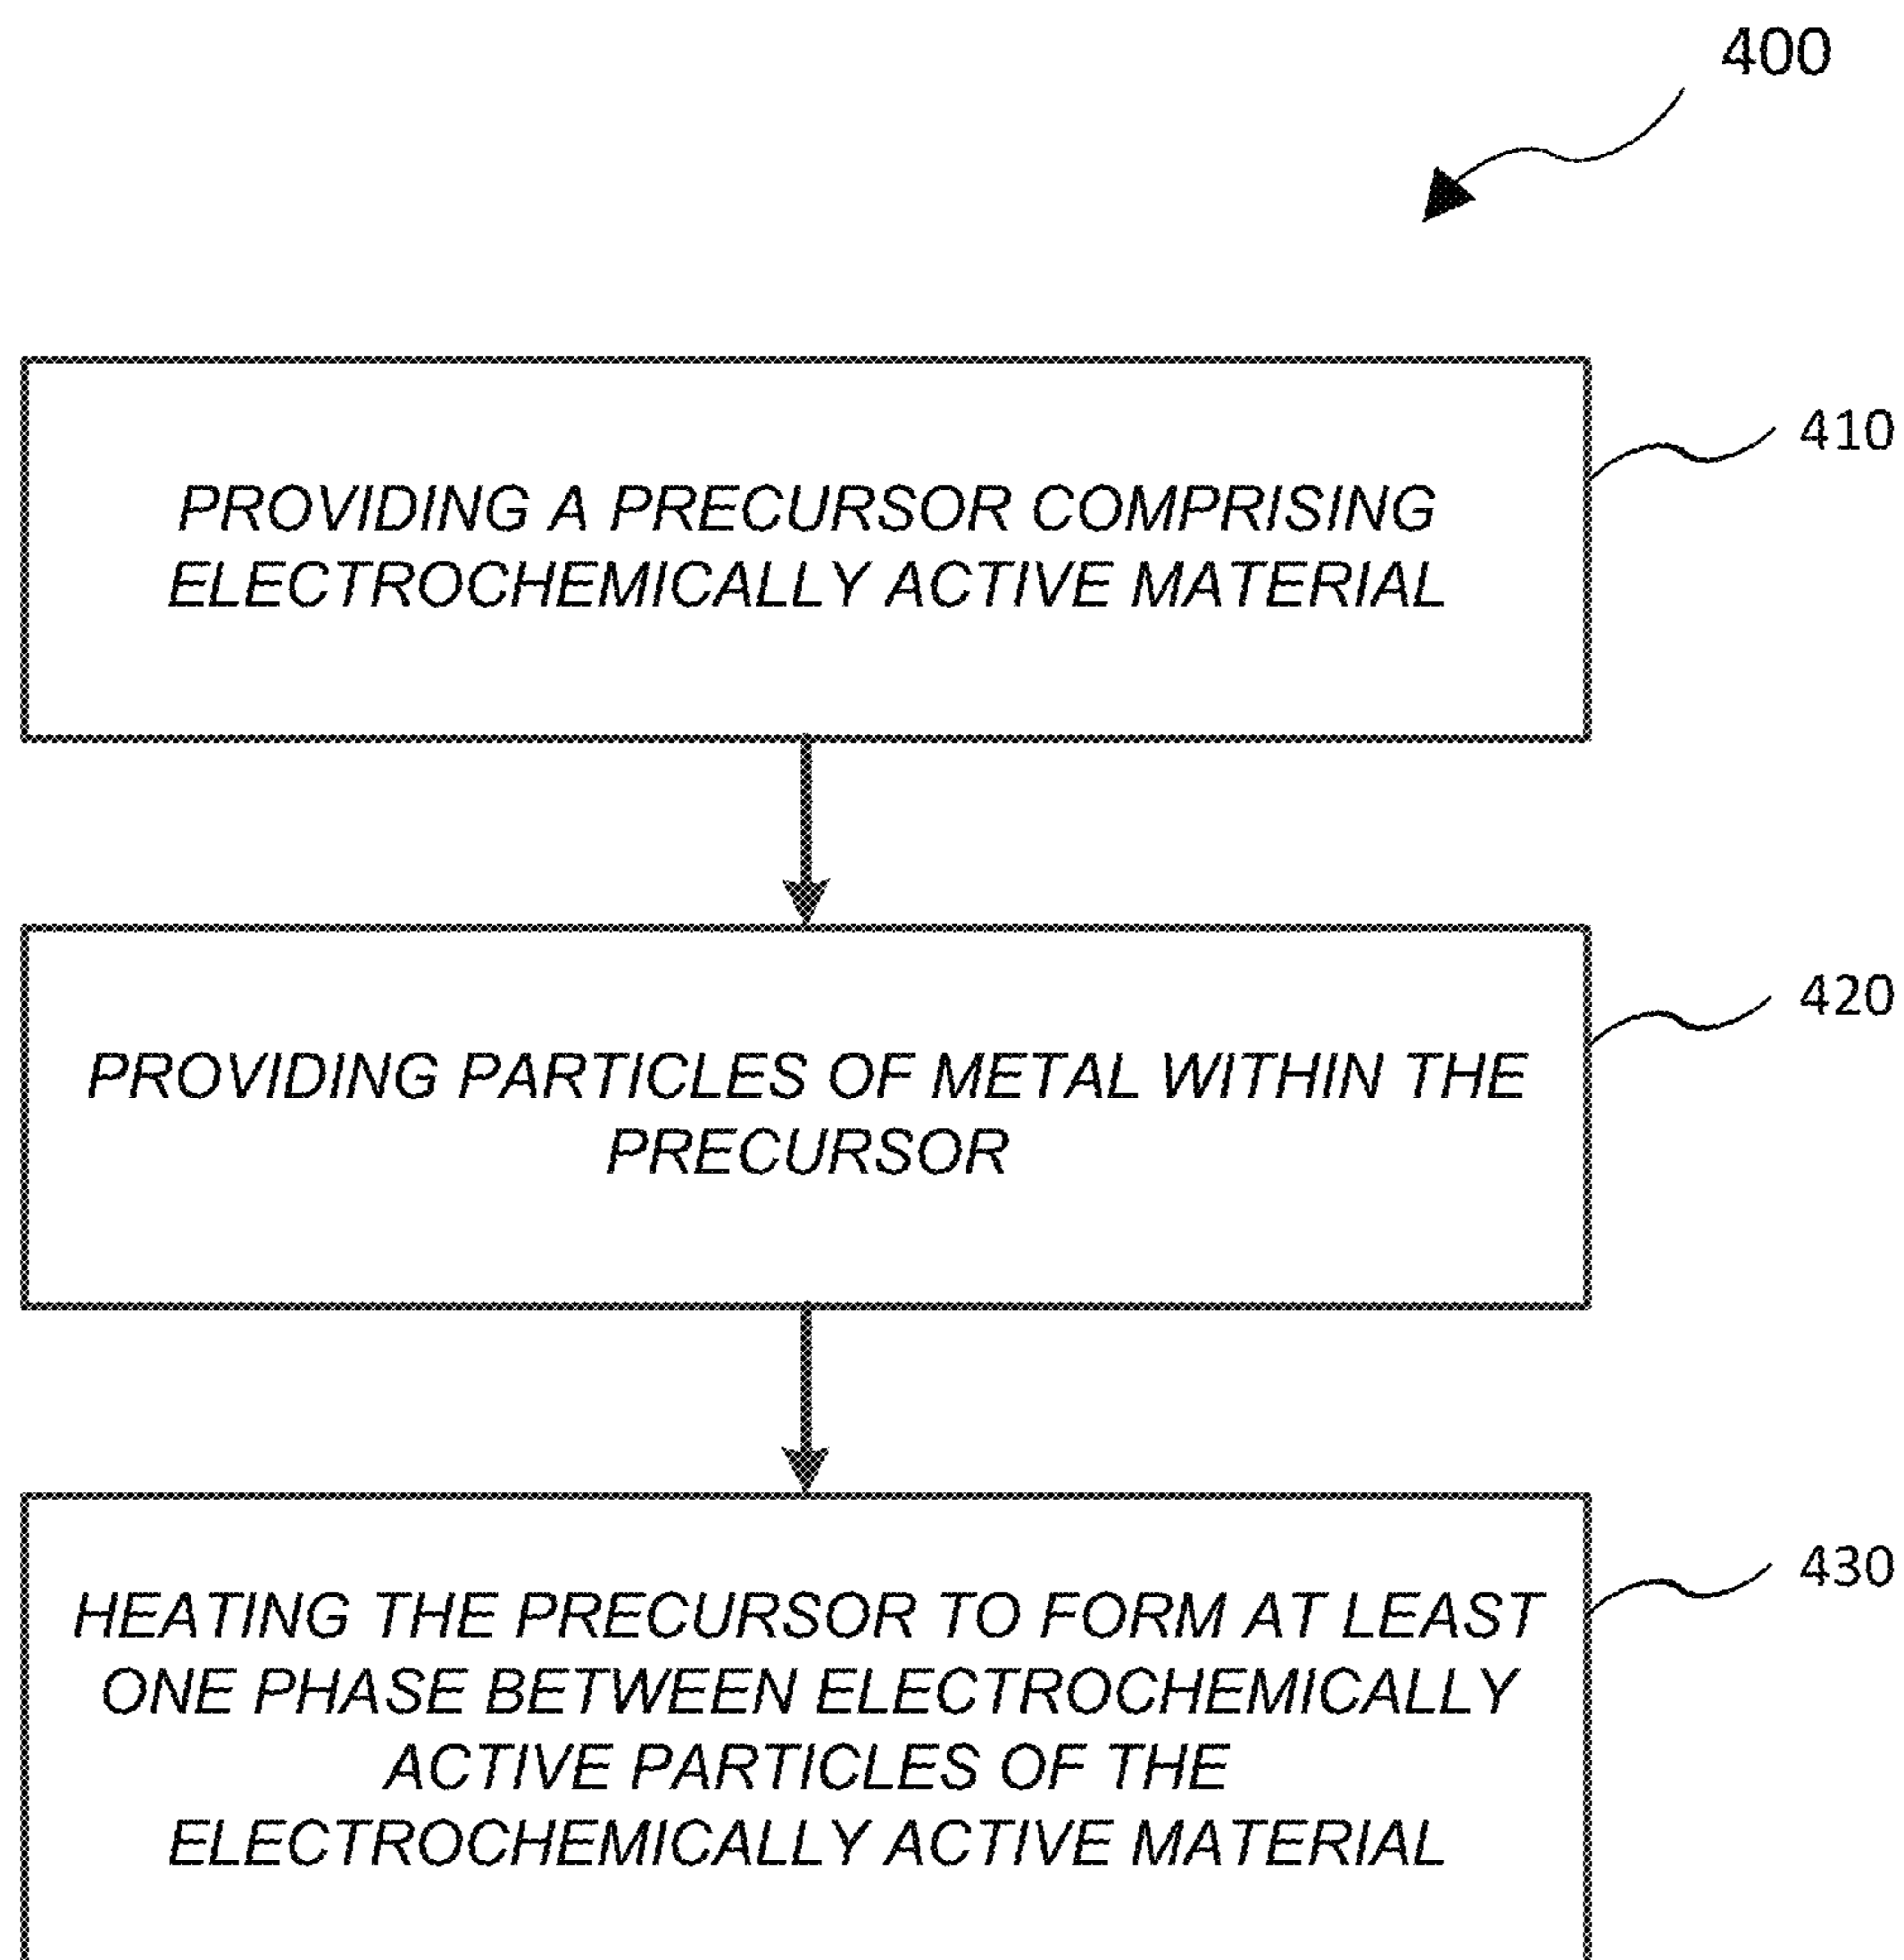 400
410
PROVIDING A PRECURSOR COMPRISING
ELECTROCHEMICALLY ACTIVE MATERIAL
420
PROVIDING PARTICLES OF METAL WITHIN THE
PRECURSOR
430
HEATING THE PRECURSOR TO FORM AT LEAST
ONE PHASE BETWEEN ELECTROCHEMICALLY
ACTIVE PARTICLES OF THE
ELECTROCHEMICALLY ACTIVE MATERIAL